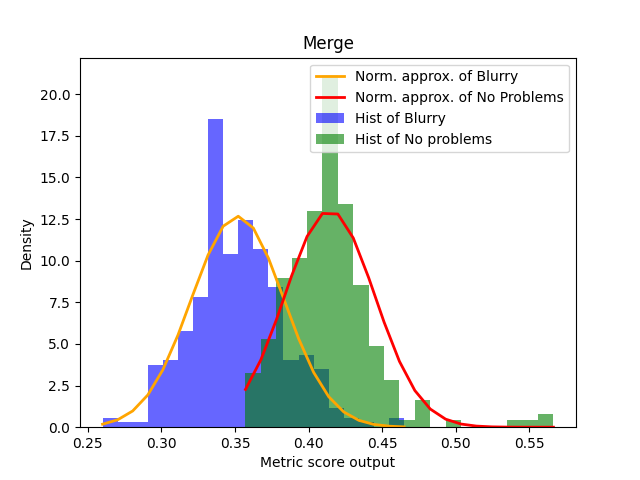 Merge
Norm. approx. of Blurry
Norm. approx. of No Problems
Hist of Blurry
Hist of No problems
Density
20.0
17.5
15.0
12.5
10.0
7.5
5.0
2.5
0.0
0.25 0.30 0.35 0.40 0.45 0.50 0.55
Metric score output